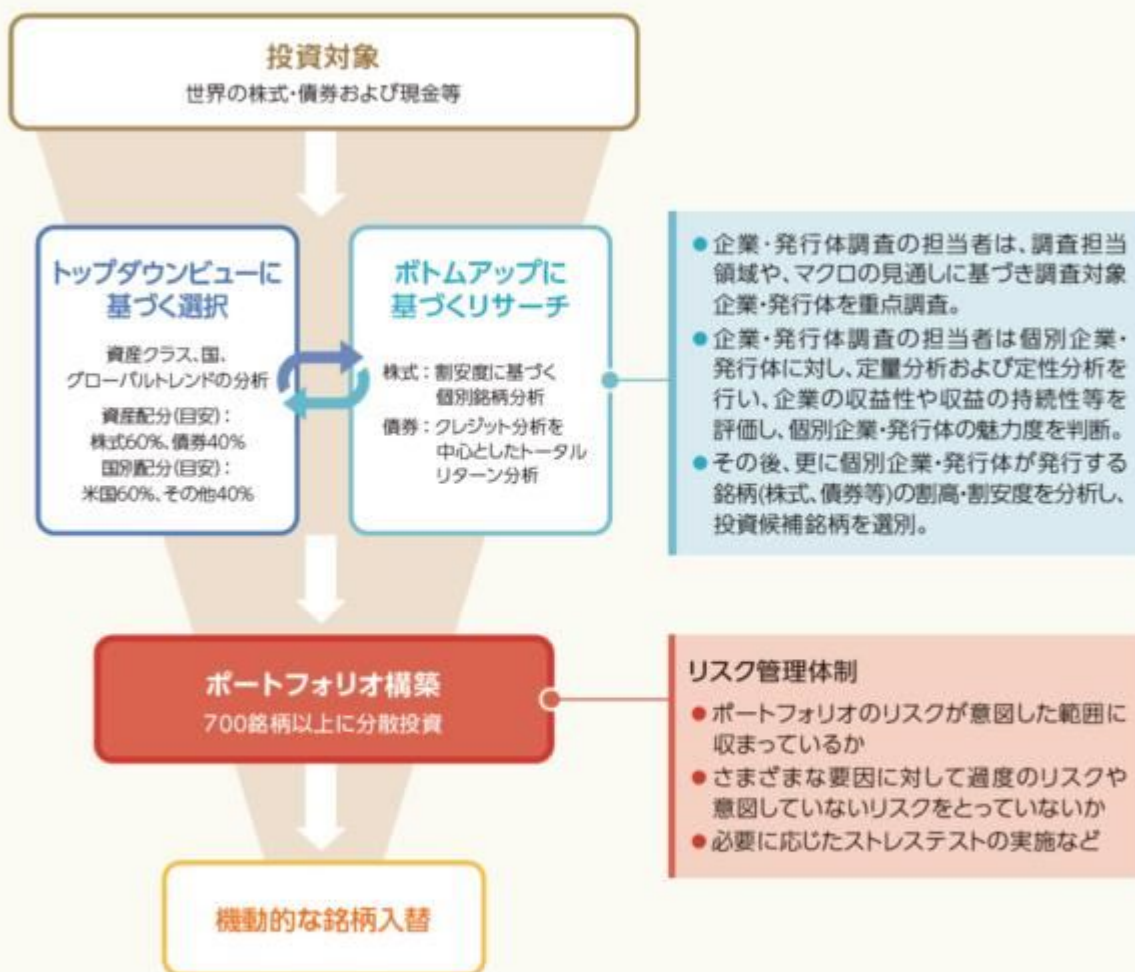 投資対象
世界の株式・債券および現金等
トップダウンビューに
基づく選択
資産クラス、国、
グローバルトレンドの分析
資産配分(目安)：
株式60%、債券40%
国別配分(目安)：
米国60%、その他40%
ボトムアップに
基づくリサーチ
株式：割安度に基づく
個別銘柄分析
債券：クレジット分析を
中心としたトータル
リターン分析
●企業・発行体調査の担当者は、調査担当
領域や、マクロの見通しに基づき調査対象
企業・発行体を重点調査。
●企業・発行体調査の担当者は個別企業・
発行体に対し、定量分析および定性分析を
行い、企業の収益性や収益の持続性等を
評価し、個別企業・発行体の魅力度を判断。
●その後、更に個別企業・発行体が発行する
銘柄(株式、債券等)の割高・割安度を分析し、
投資候補銘柄を選別。
ポートフォリオ構築
700銘柄以上に分散投資
リスク管理体制
●ポートフォリオのリスクが意図した範囲に
収まっているか
●さまざまな要因に対して過度のリスクや
意図していないリスクをとっていないか
●必要に応じたストレステストの実施など
機動的な銘柄入替